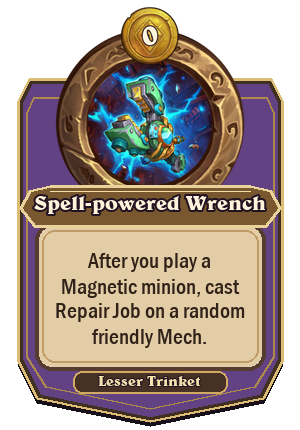 0
Spell-powered Wrench
After you play a
Magnetic minion, cast
Repair Job on a random
friendly Mech.
Lesser Trinket